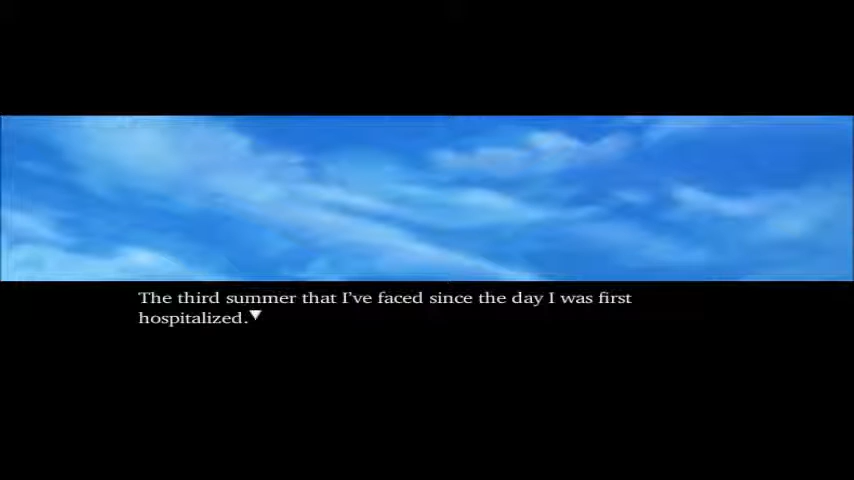 The third summer that I've faced since the day I was first
hospitalized.